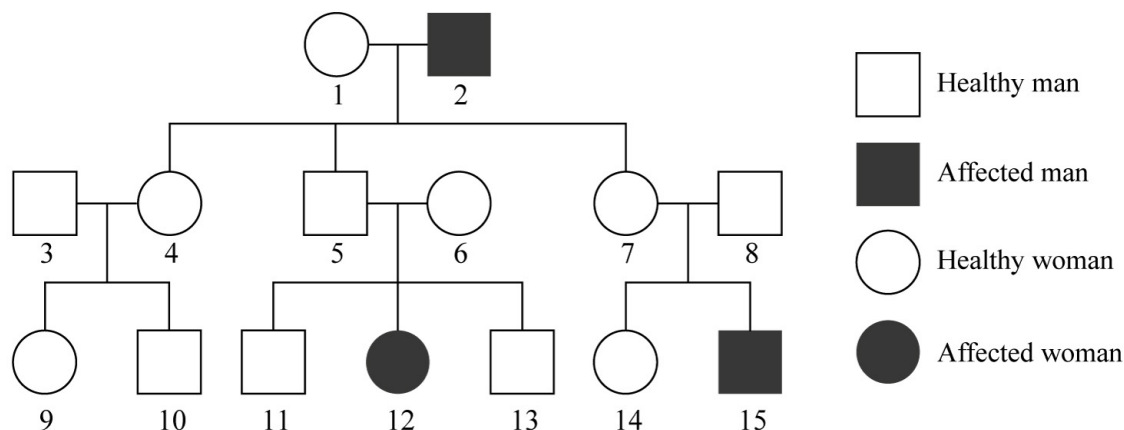 1 2
3 4 5 6 7 8
9 10 11 12 13 14 15
Healthy man
Affected man
Healthy woman
Affected woman